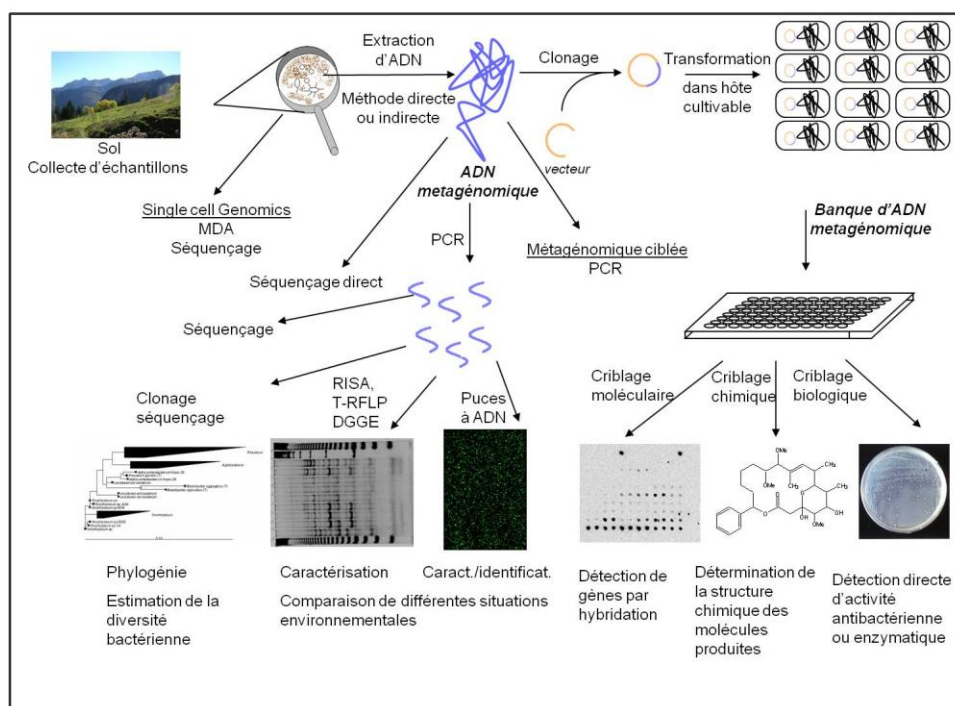 Extraction
d'ADN
Méthode directe
ou indirecte
Clonage
Transformation
dans hôte
cultivable
Sol
Collecte d'échantillons
vecteur
ADN
metagénomique
Single cell Genomics
MDA
Séquençage
PCR
Métagénomique ciblée
PCR
Banque d'ADN
metagénomique
Séquençage direct
Séquençage
Clonage
séquençage
RISA,
T-RFLP
DGGE
Puces
à ADN
Criblage
moléculaire
Criblage
chimique
Criblage
biologique
OMe
CH3
OMe
CH3
O
O
O
OH
OMe
OH
Phylogénie
Estimation de la
diversité
bactérienne
Caractérisation
Caract./identificat.
Comparaison de différentes situations
environnementales
Détection de
gènes par
hybridation
Détermination de
la structure
chimique des
molécules
produites
Détection directe
d'activité
antibactérienne
ou enzymatique